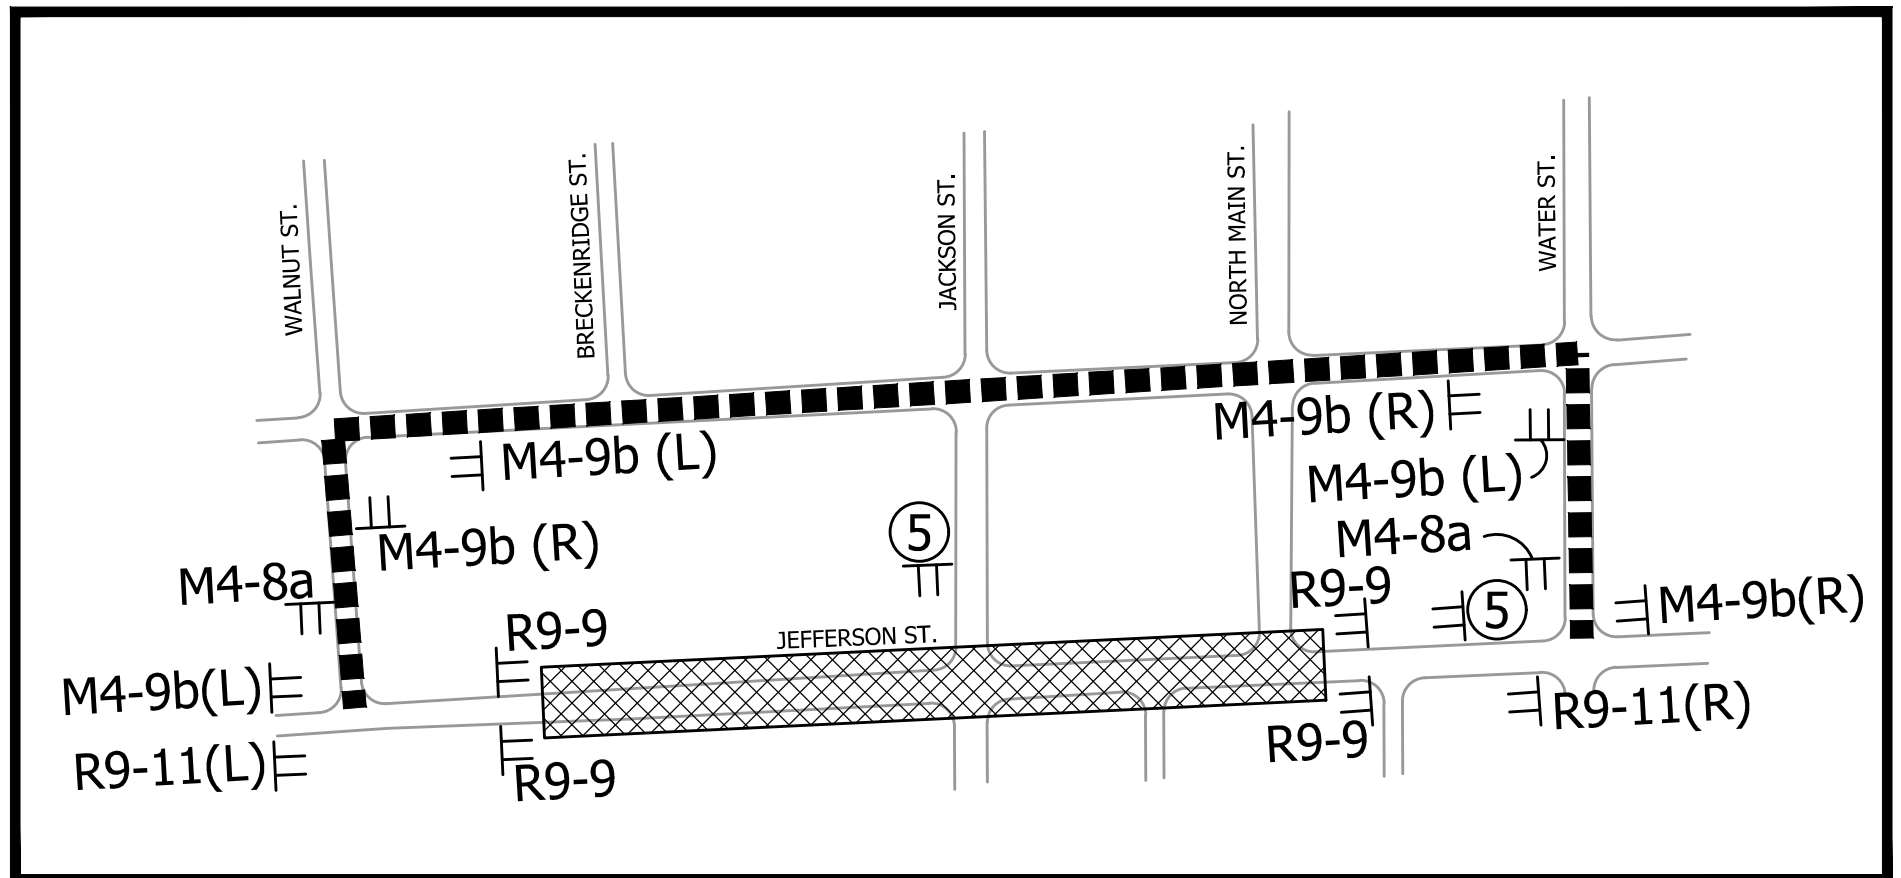 WALNUT ST.
BRECKENRIDGE ST.
JACKSON ST.
NORTH MAIN ST.
WATER ST.
M4-9b (R)
M4-9b (L)
M4-9b (L)
5
M4-8a
M4-9b (R)
M4-8a
R9-9
5
M4-9b(R)
R9-9
JEFFERSON ST.
M4-9b(L)
R9-11(R)
R9-9
R9-11(L)
R9-9